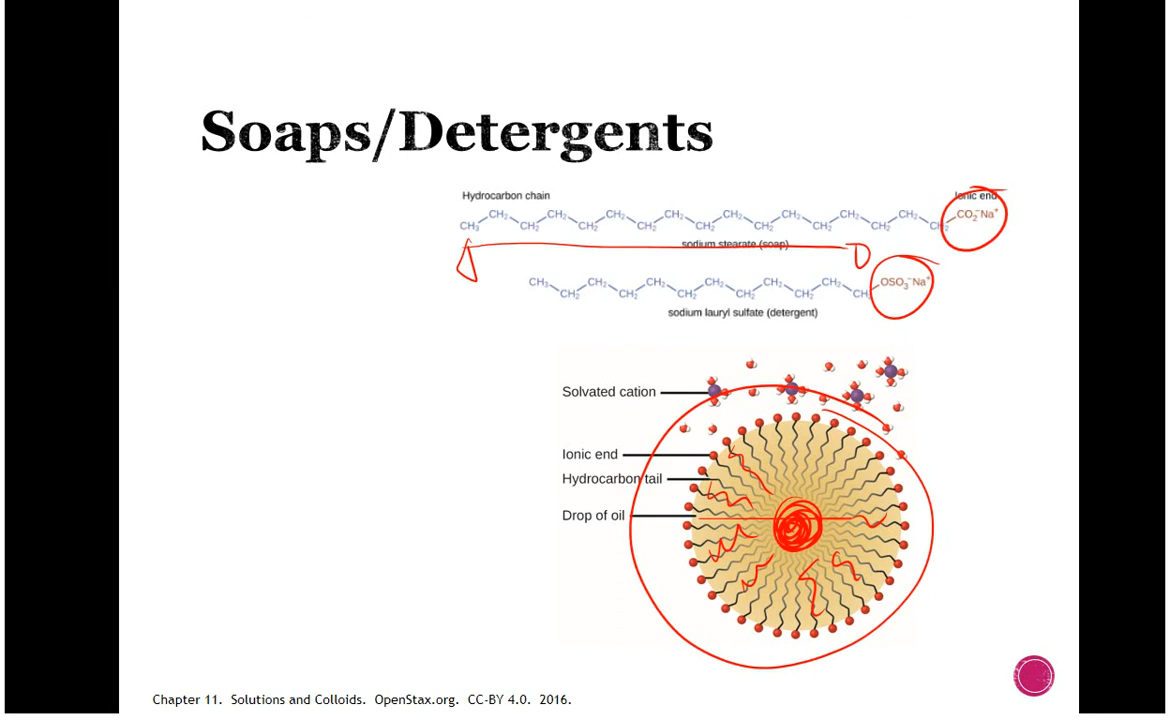 Soaps/Detergents
Hydrocarbon chain Ionic end
CH₂ CH₂ CH₂ CH₂ CH₂ CH₂ CH₂ CH₂ CO₂⁻Na⁺
CH₃ CH₂ CH₂ CH₂ CH₂ CH₂ CH₂ CH₂ CH₂
sodium stearate (soap)
CH₃ CH₂ CH₂ CH₂ CH₂ CH₂ OSO₃⁻Na⁺
CH₂ CH₂ CH₂ CH₂ CH₂ CH₂
sodium lauryl sulfate (detergent)
Solvated cation
Ionic end
Hydrocarbon tail
Drop of oil
Chapter 11. Solutions and Colloids. OpenStax.org. CC-BY 4.0. 2016.